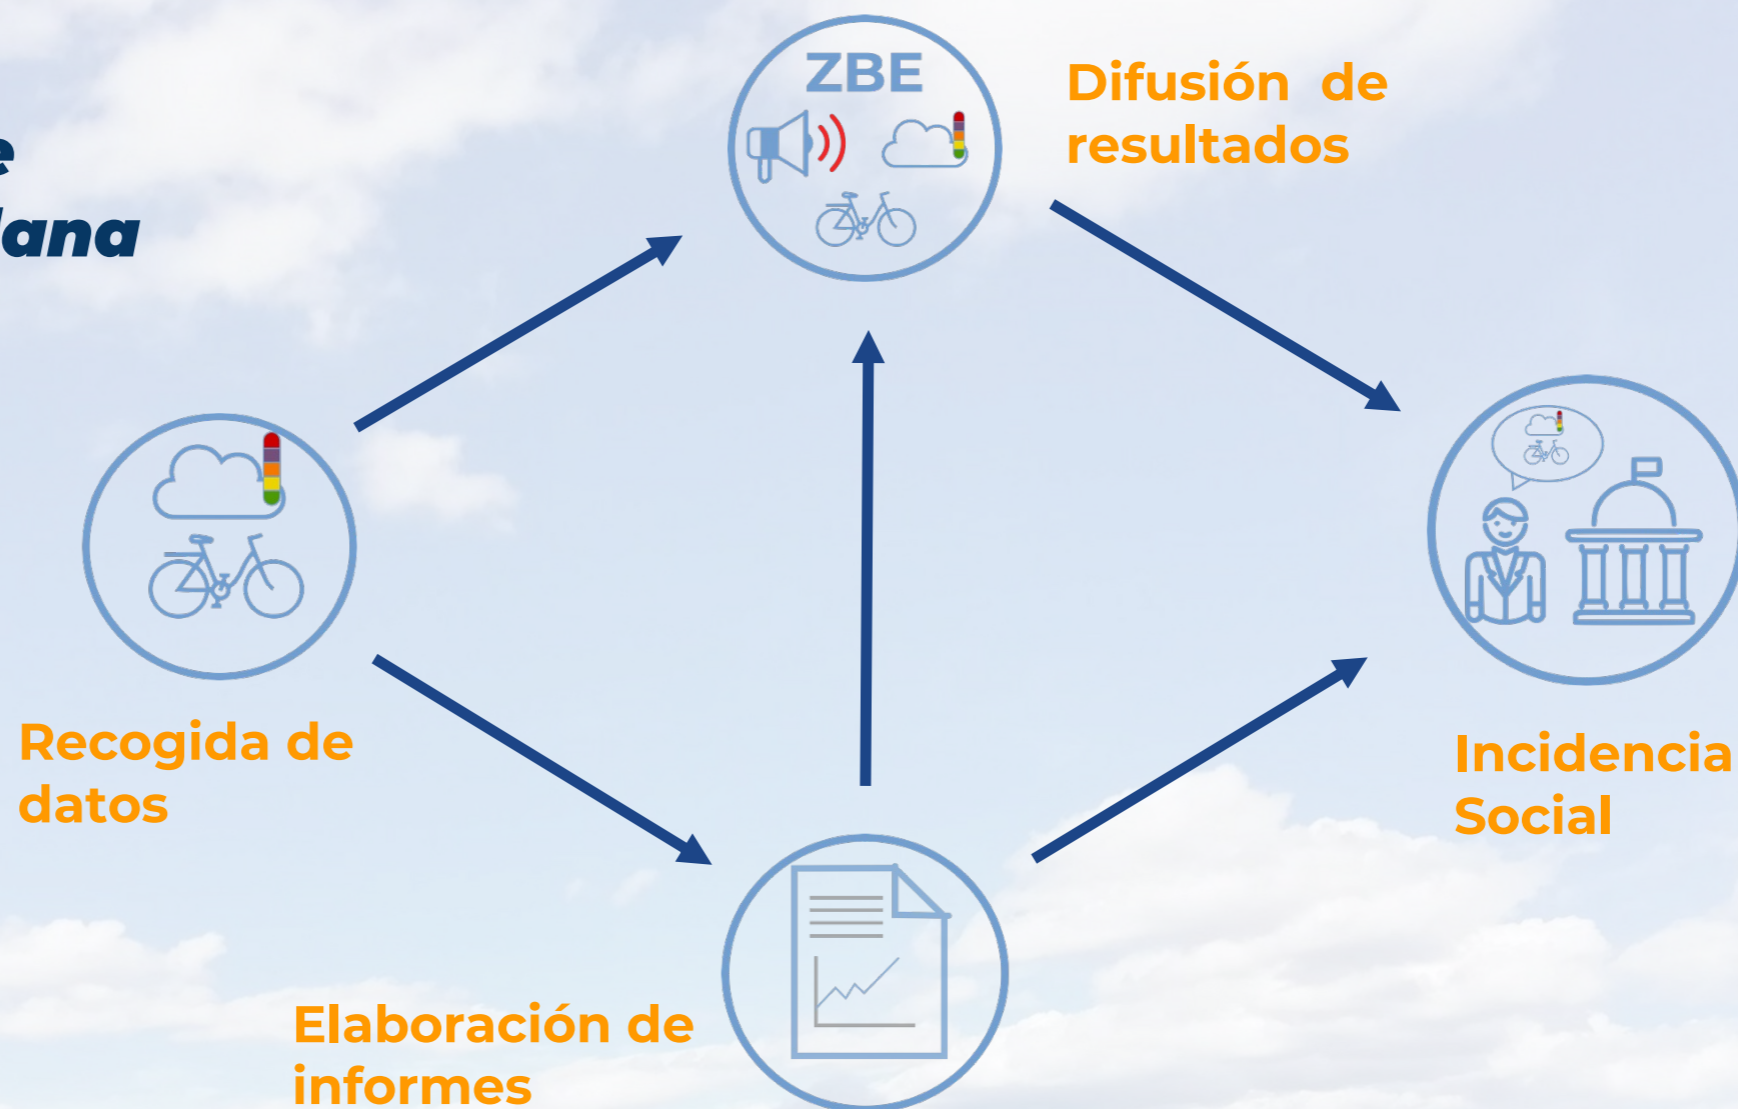 ZBE
Difusión de
resultados
Recogida de
datos
Incidencia
Social
Elaboración de
informes